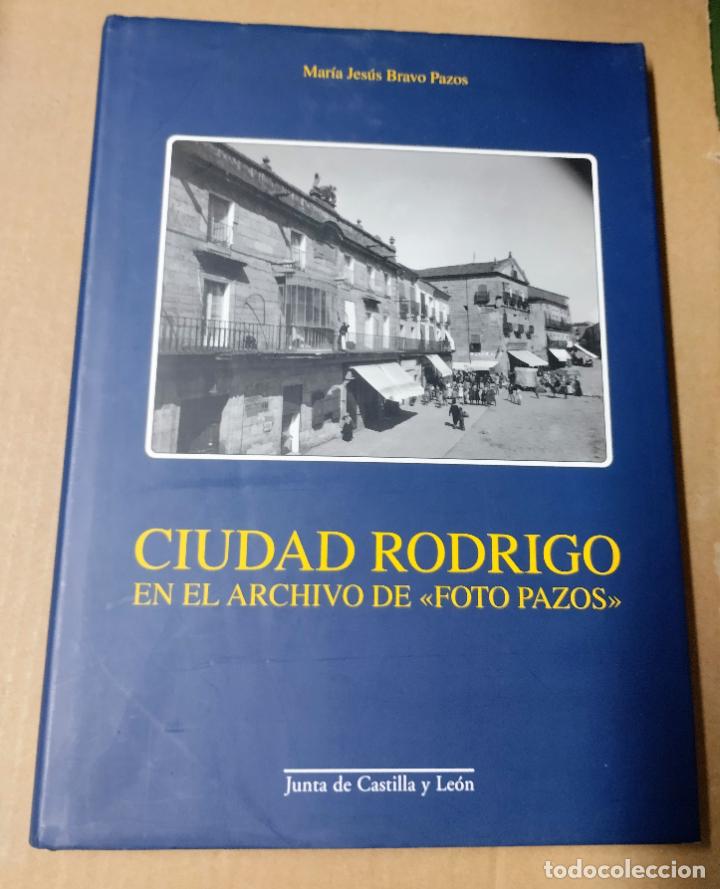 María Jesús Bravo Pazos
CIUDAD RODRIGO
EN EL ARCHIVO DE «FOTO PAZOS»
Junta de Castilla y León
todocoleccion